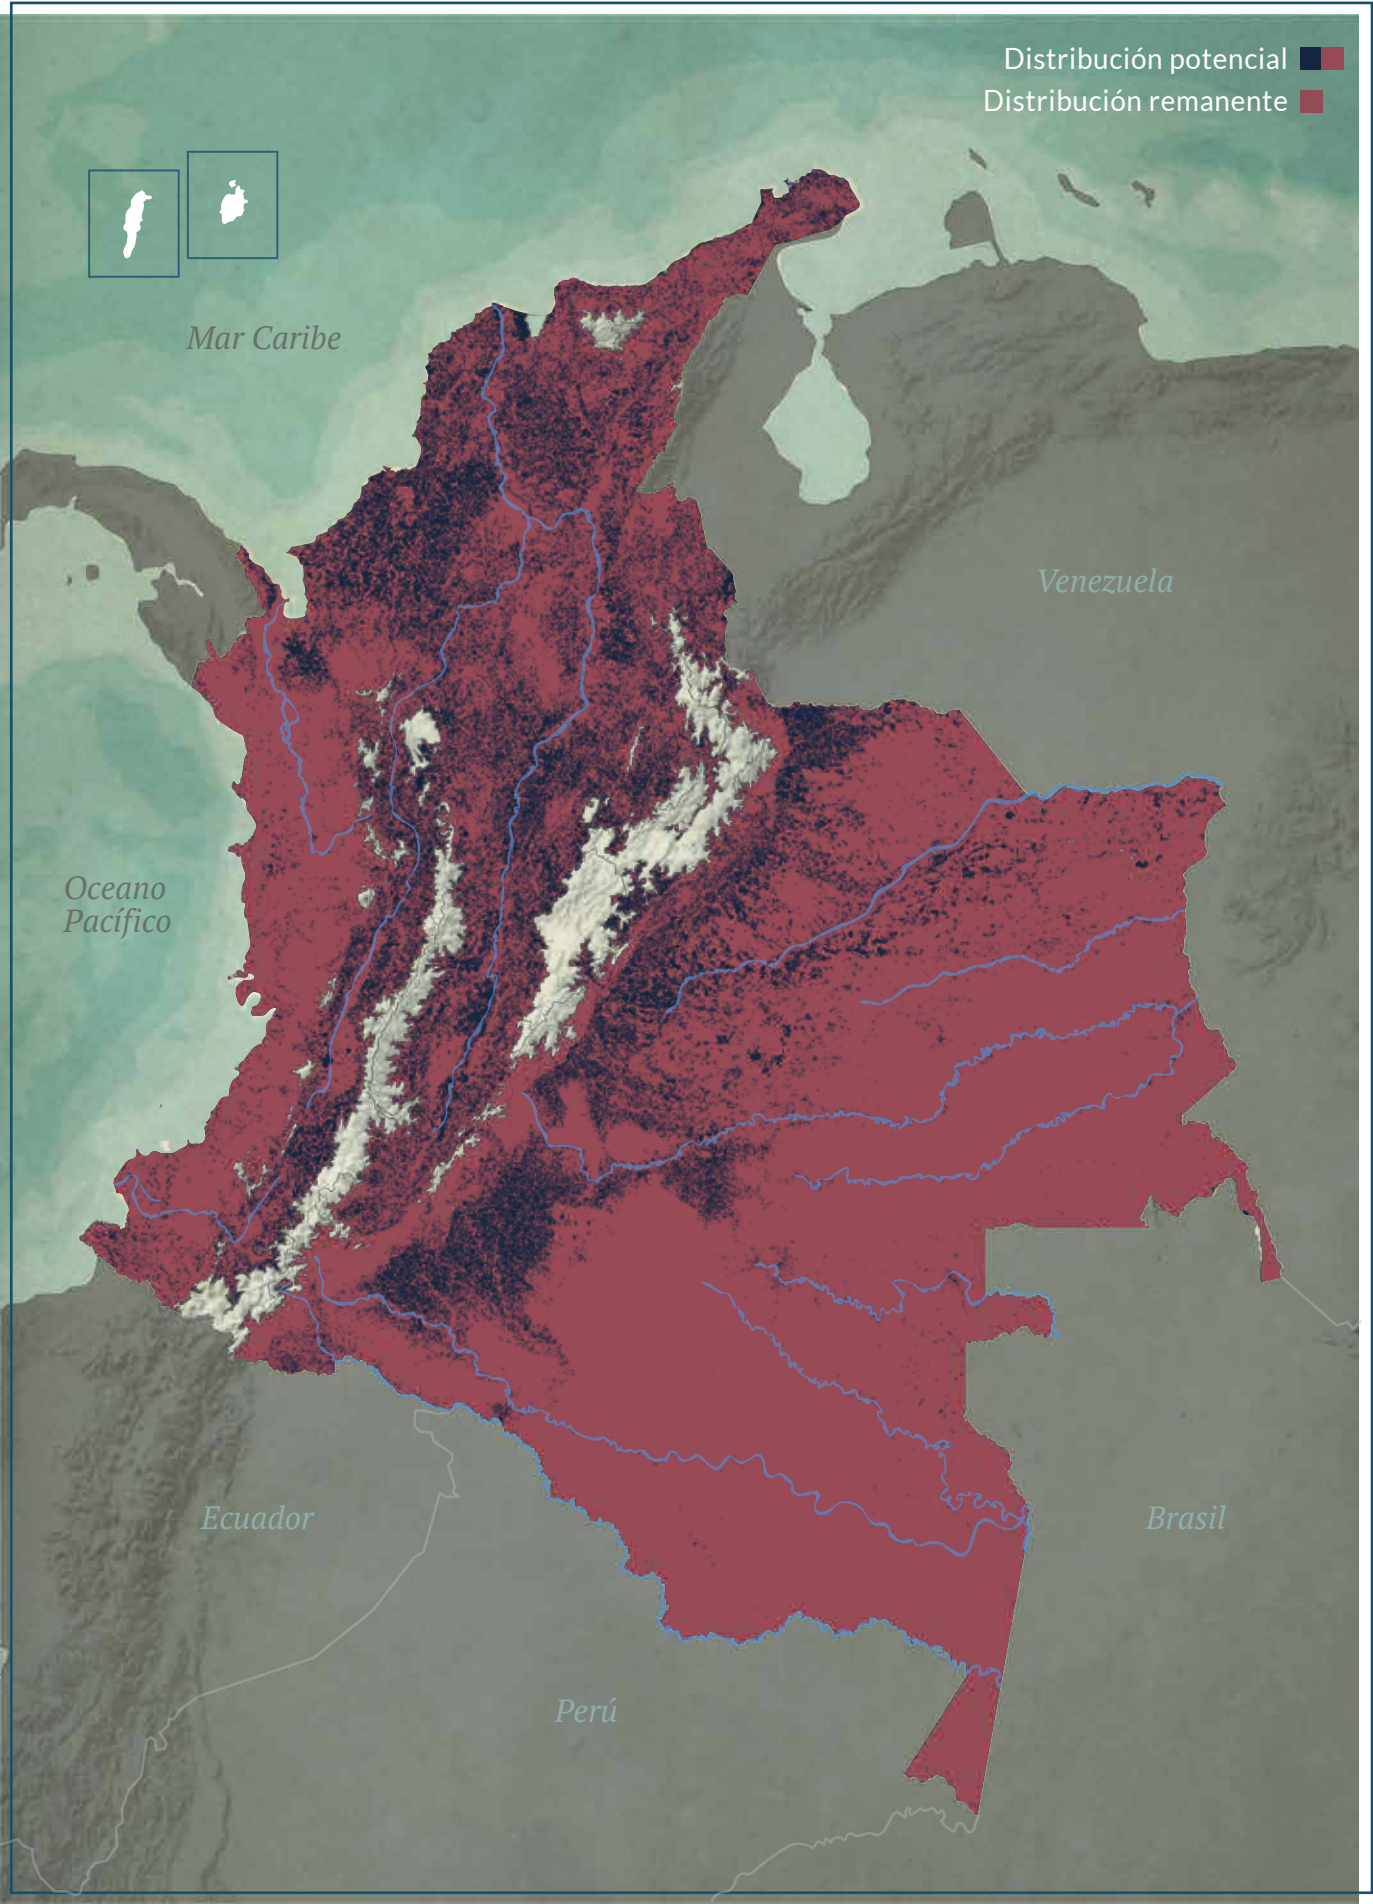 Distribución potencial
Distribución remanente
Mar Caribe
Venezuela
Oceano
Pacífico
Ecuador
Brasil
Perú